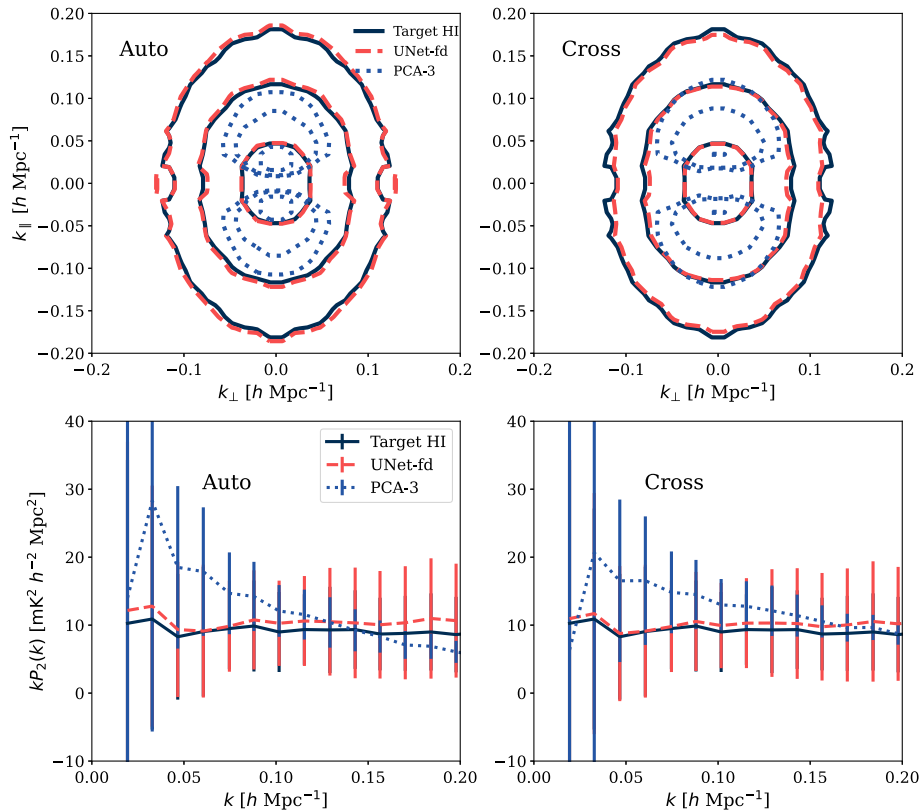 0.20
0.15
0.10
0.05
0.00
−0.05
−0.10
−0.15
−0.20
k∥ [h Mpc⁻¹]
Auto
Target HI
UNet-fd
PCA-3
−0.2 −0.1 0.0 0.1 0.2
k⊥ [h Mpc⁻¹]
0.20
0.15
0.10
0.05
0.00
−0.05
−0.10
−0.15
−0.20
Cross
−0.2 −0.1 0.0 0.1 0.2
k⊥ [h Mpc⁻¹]
40
30
20
10
0
−10
kP₂(k) [mK² h⁻² Mpc²]
Auto
Target HI
UNet-fd
PCA-3
0.00 0.05 0.10 0.15 0.20
k [h Mpc⁻¹]
40
30
20
10
0
−10
Cross
0.00 0.05 0.10 0.15 0.20
k [h Mpc⁻¹]